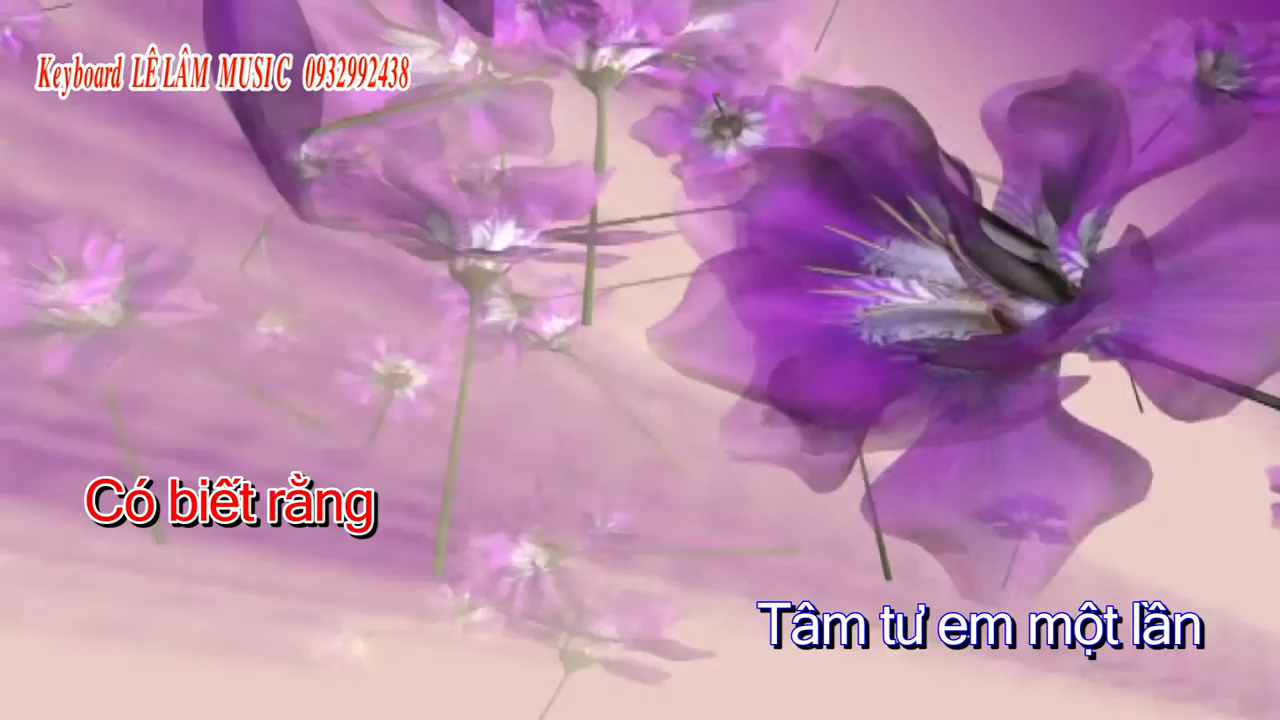 Keyboard LÊ LÂM MUSIC 0932992438
Có biết rằng
Tâm tư em một lần